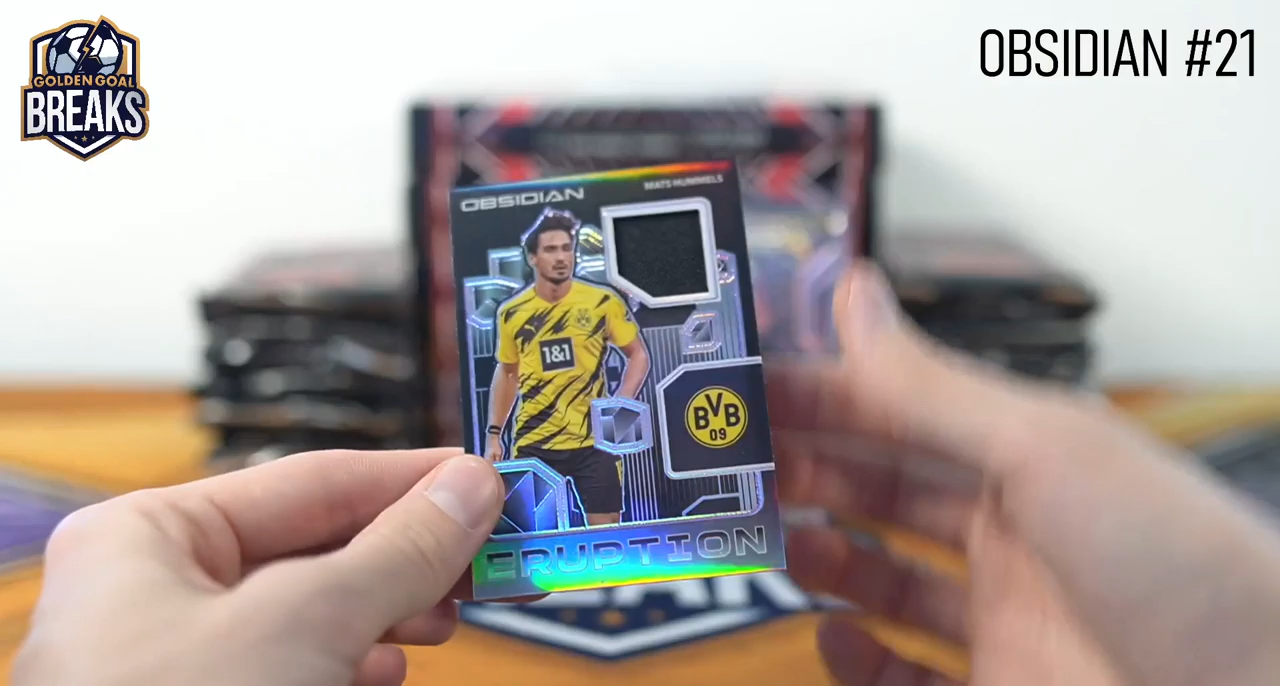 GOLDEN GOAL
BREAKS
OBSIDIAN #21
OBSIDIAN
MATS HUMMELS
1&1
BVB
09
ERUPTION